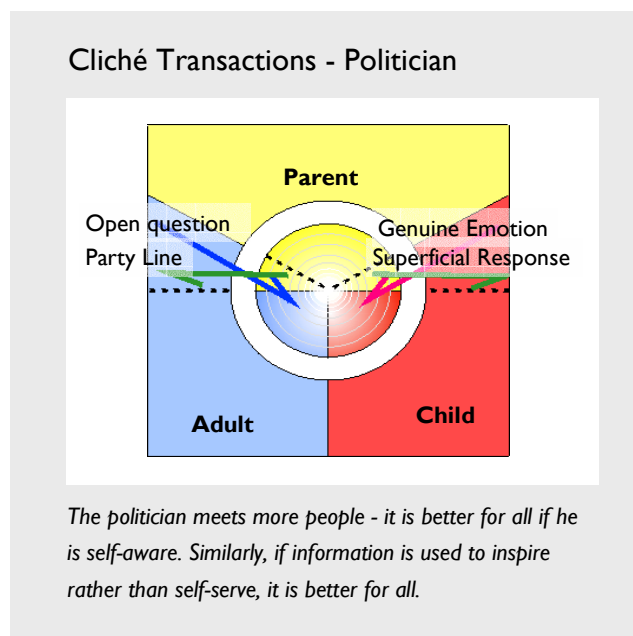 Cliché Transactions - Politician
Parent
Open question
Genuine Emotion
Party Line
Superficial Response
Adult
Child
The politician meets more people - it is better for all if he
is self-aware. Similarly, if information is used to inspire
rather than self-serve, it is better for all.